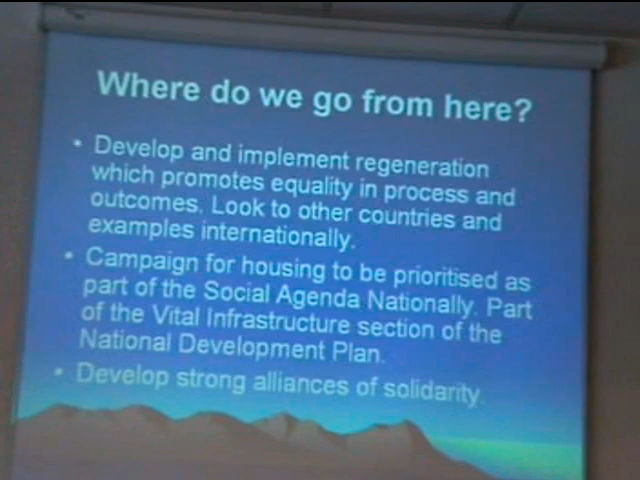 Where do we go from here?
• Develop and implement regeneration
which promotes equality in process and
outcomes. Look to other countries and
examples internationally.
• Campaign for housing to be prioritised as
part of the Social Agenda Nationally. Part
of the Vital Infrastructure section of the
National Development Plan.
• Develop strong alliances of solidarity.